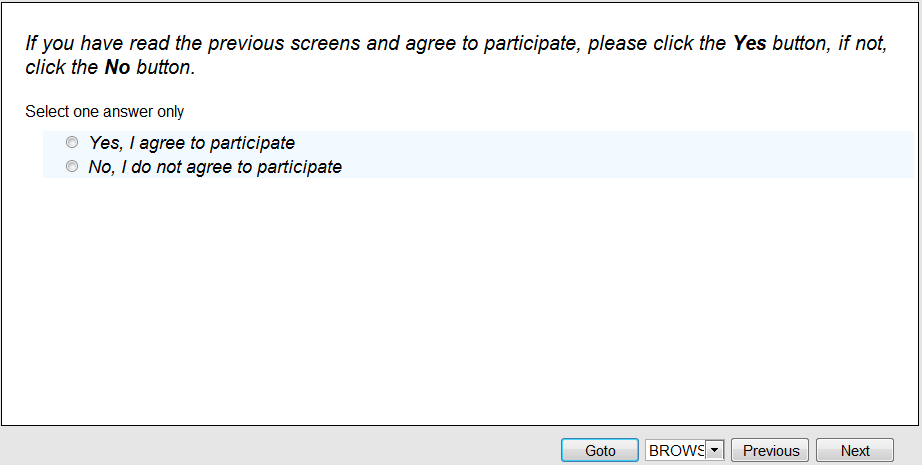 If you have read the previous screens and agree to participate, please click the Yes button, if not,
click the No button.
Select one answer only
Yes, I agree to participate
No, I do not agree to participate
Goto BROWS Previous Next